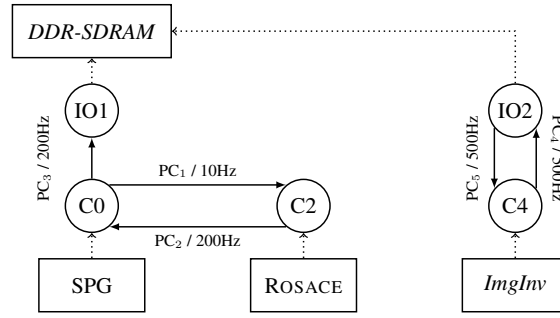 DDR-SDRAM
IO1
IO2
PC3 / 200Hz
PC1 / 10Hz
PC5 / 500Hz
PC4 / 500Hz
C0
C2
C4
PC2 / 200Hz
SPG
ROSACE
ImgInv